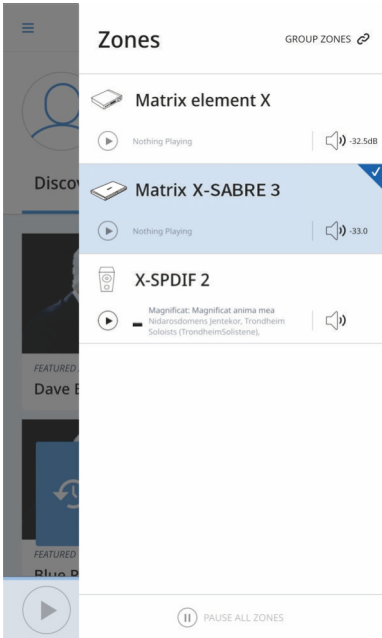 Zones
GROUP ZONES
Matrix element X
Nothing Playing
-32.5dB
Discov
Matrix X-SABRE 3
Nothing Playing
-33.0
X-SPDIF 2
Magnificat: Magnificat anima mea
Nidarosdomens Jentekor, Trondheim
Soloists (TrondheimSolistene),
FEATURED
Dave B
FEATURED
PAUSE ALL ZONES